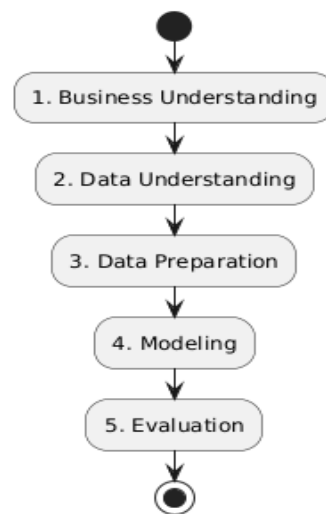 1. Business Understanding
2. Data Understanding
3. Data Preparation
4. Modeling
5. Evaluation